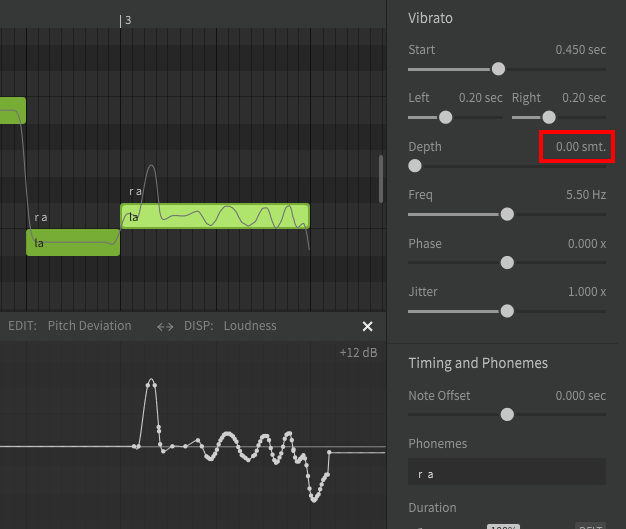 3
r a
la
r a
la
EDIT: Pitch Deviation ↔ DISP: Loudness ×
+12 dB
Vibrato
Start 0.450 sec
Left 0.20 sec Right 0.20 sec
Depth 0.00 smt.
Freq 5.50 Hz
Phase 0.000 x
Jitter 1.000 x
Timing and Phonemes
Note Offset 0.000 sec
Phonemes
r a
Duration
100%